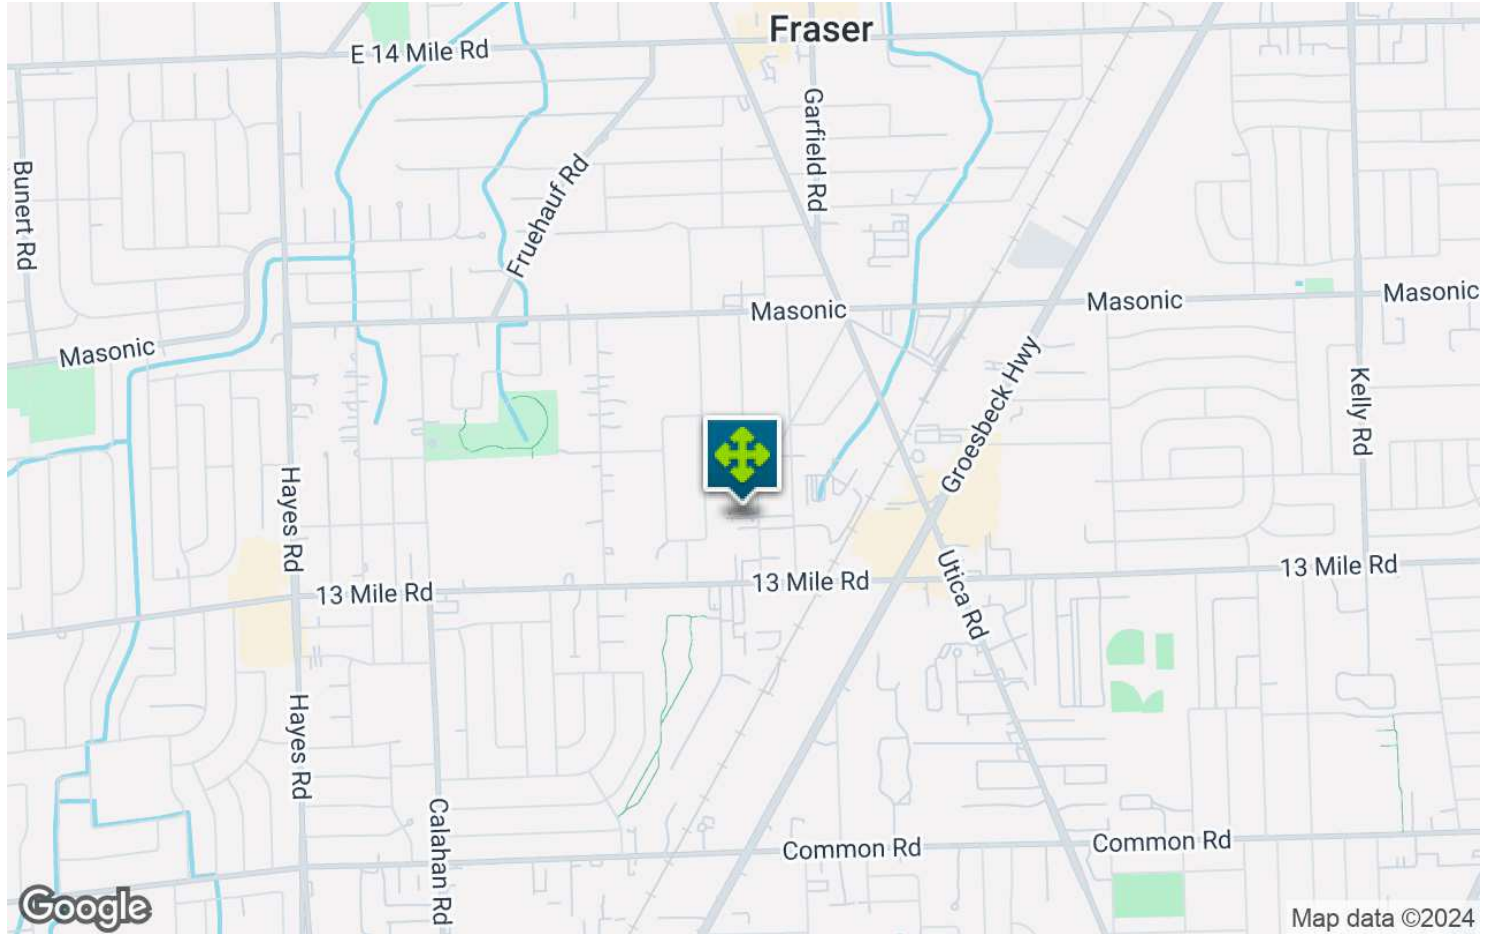 Fraser
E 14 Mile Rd
Garfield Rd
Bunert Rd
Fruehauf Rd
Masonic
Masonic
Masonic
Masonic
Groesbeck Hwy
Kelly Rd
Hayes Rd
13 Mile Rd
13 Mile Rd
13 Mile Rd
Utica Rd
Hayes Rd
Calahan Rd
Common Rd
Common Rd
Google
Map data ©2024